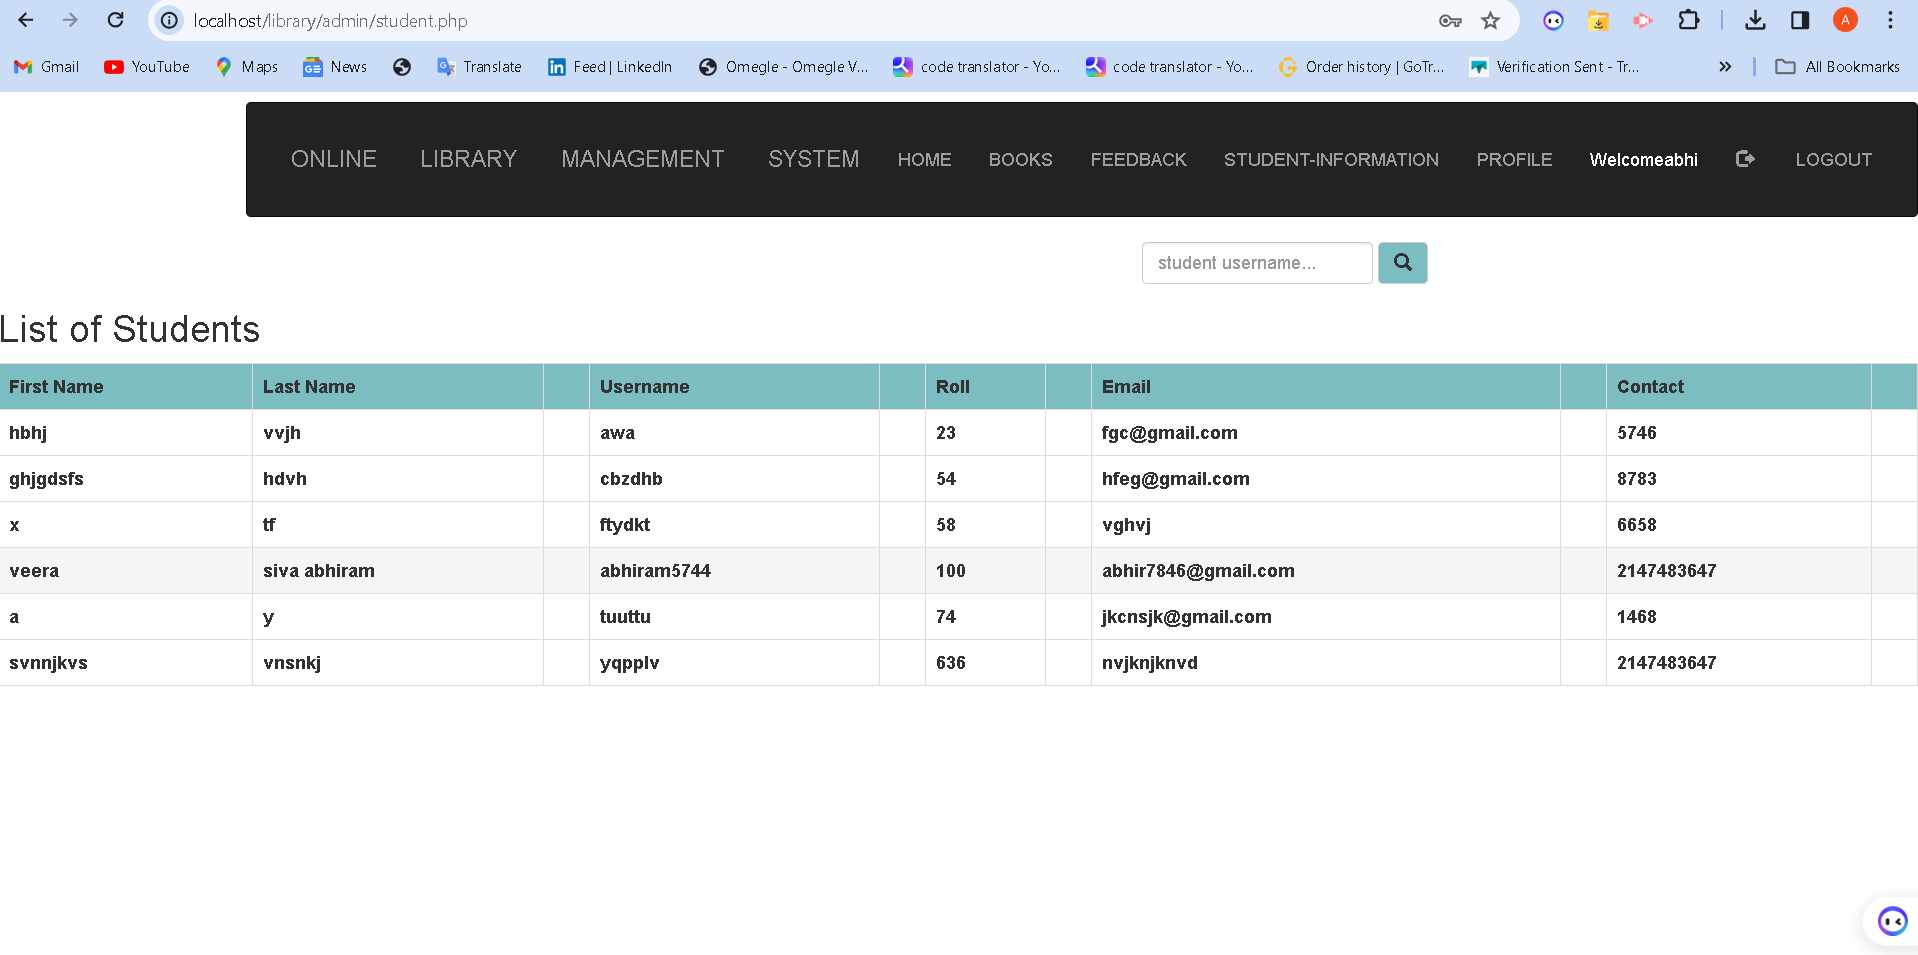 localhost/library/admin/student.php
Gmail YouTube Maps News Translate Feed | LinkedIn Omegle - Omegle V... code translator - Yo... code translator - Yo... Order history | GoTr... Verification Sent - Tr... » All Bookmarks
ONLINE LIBRARY MANAGEMENT SYSTEM HOME BOOKS FEEDBACK STUDENT-INFORMATION PROFILE Welcomeabhi LOGOUT
student username...
List of Students
First Name Last Name Username Roll Email Contact
hbhj vvjh awa 23 fgc@gmail.com 5746
ghjgdsfs hdvh cbzdhb 54 hfeg@gmail.com 8783
x tf ftydkt 58 vghvj 6658
veera siva abhiram abhiram5744 100 abhir7846@gmail.com 2147483647
a y tuuttu 74 jkcnsjk@gmail.com 1468
svnnjkvs vnsnkj yqpplv 636 nvjknjknvd 2147483647